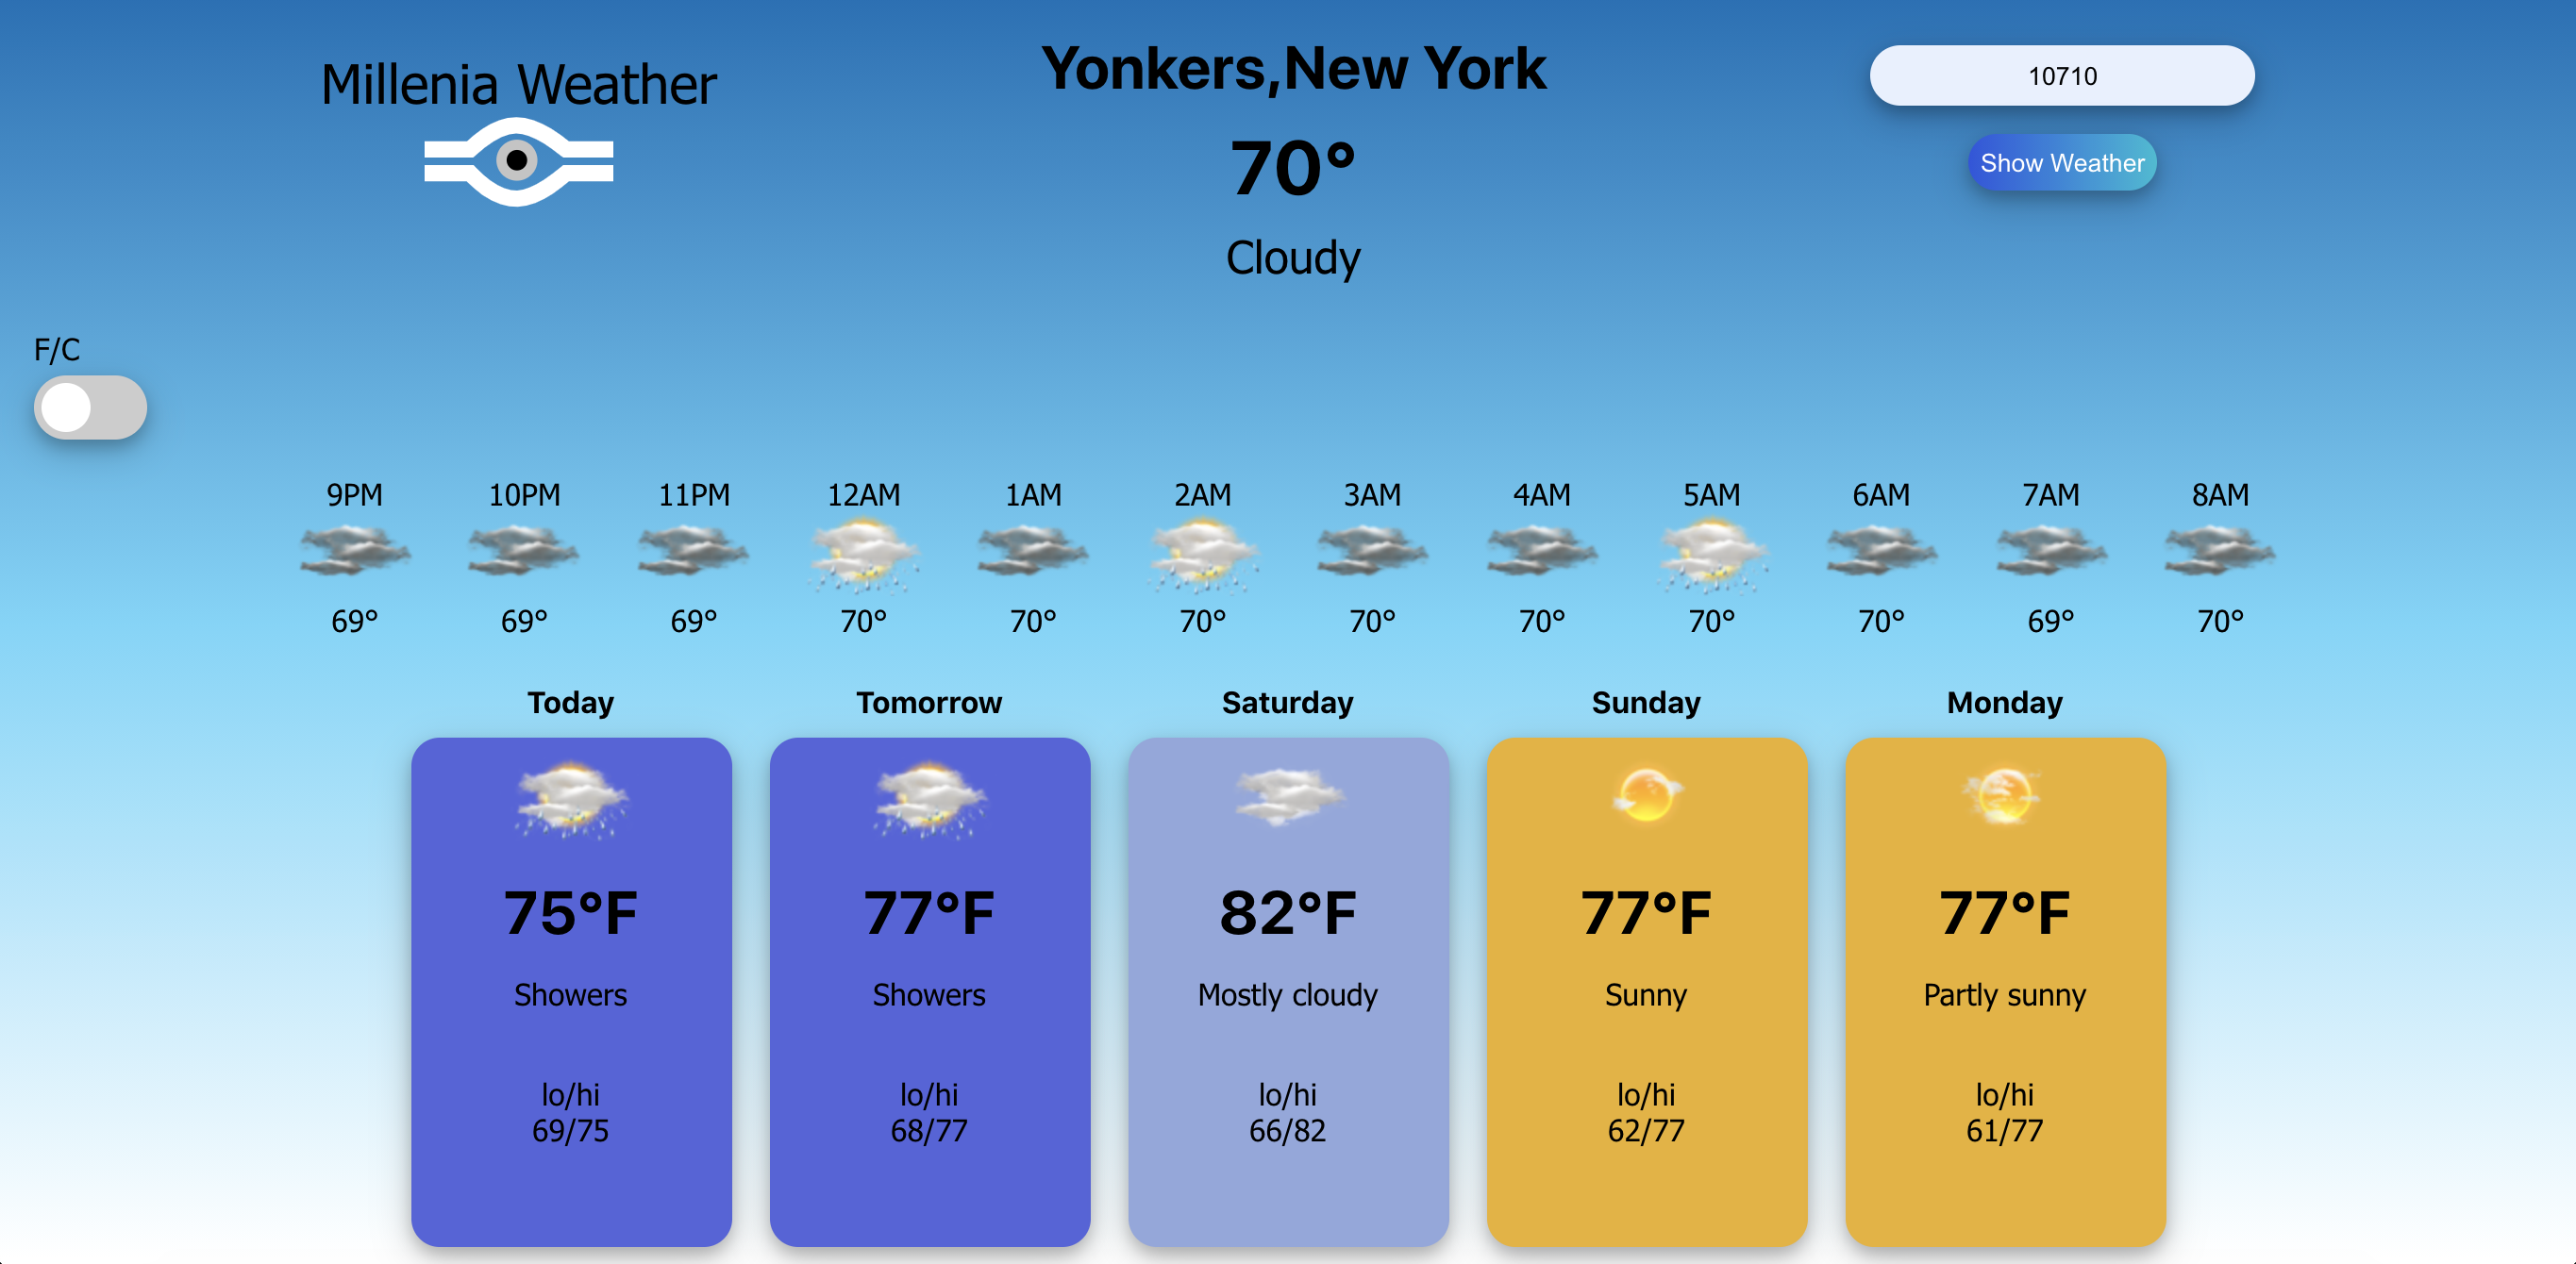 Millenia Weather
Yonkers,New York
70°
Cloudy
10710
Show Weather
F/C
9PM 10PM 11PM 12AM 1AM 2AM 3AM 4AM 5AM 6AM 7AM 8AM
69° 69° 69° 70° 70° 70° 70° 70° 70° 70° 69° 70°
Today Tomorrow Saturday Sunday Monday
75°F 77°F 82°F 77°F 77°F
Showers Showers Mostly cloudy Sunny Partly sunny
lo/hi lo/hi lo/hi lo/hi lo/hi
69/75 68/77 66/82 62/77 61/77